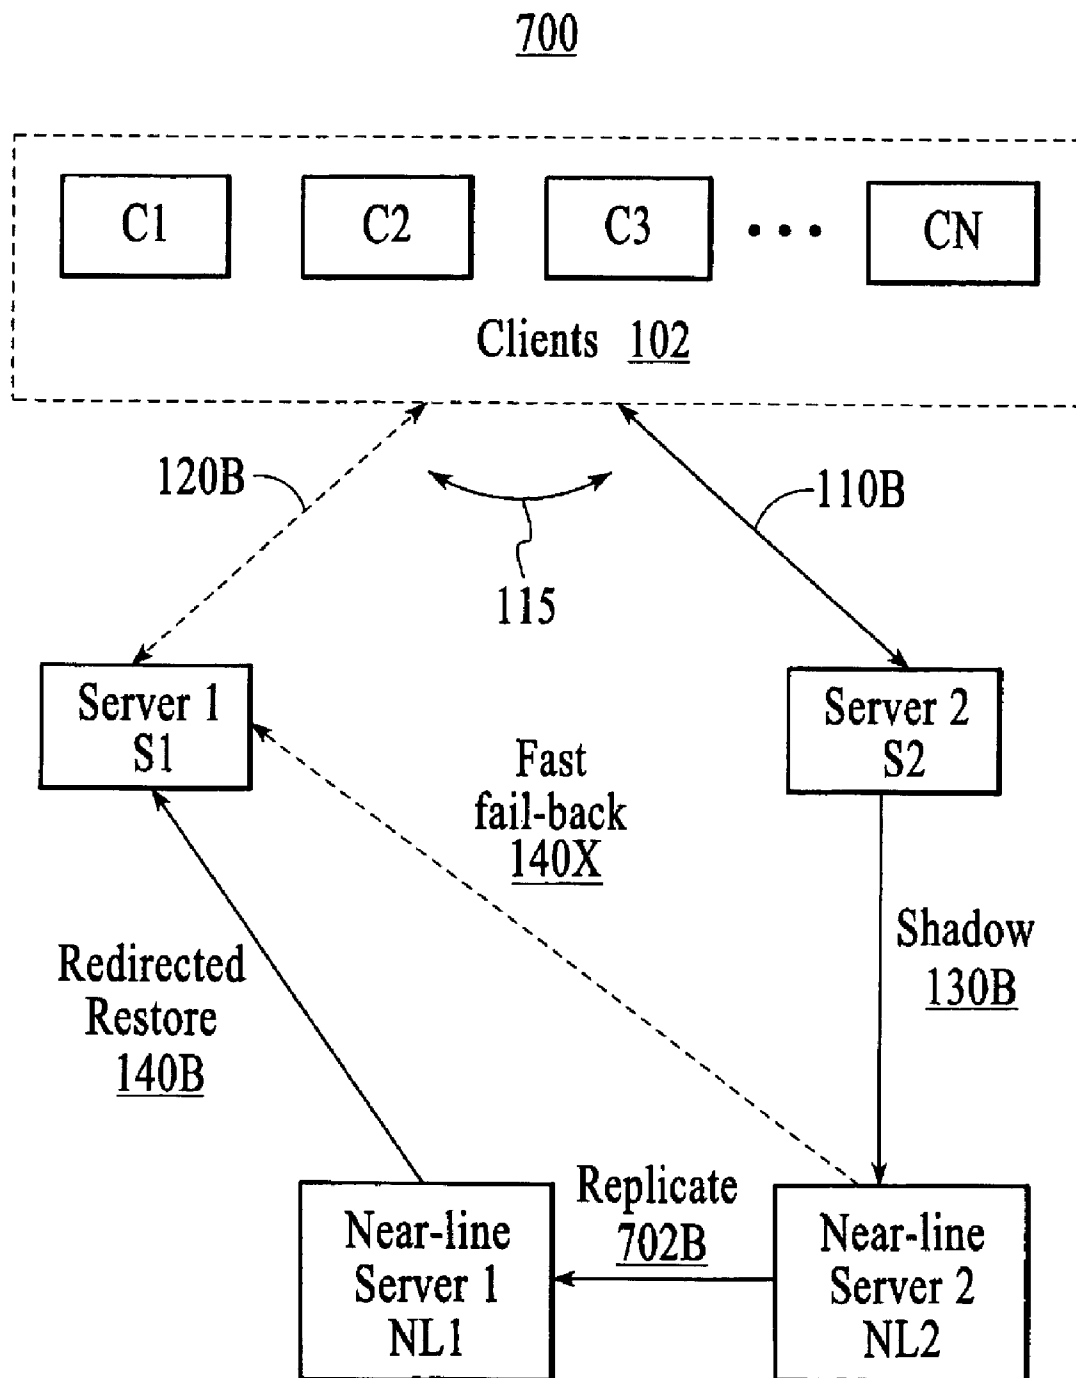 700
C1
C2
C3
CN
Clients 102
120B
110B
115
Server 1
S1
Server 2
S2
Fast
fail-back
140X
Shadow
130B
Redirected
Restore
140B
Replicate
702B
Near-line
Server 1
NL1
Near-line
Server 2
NL2